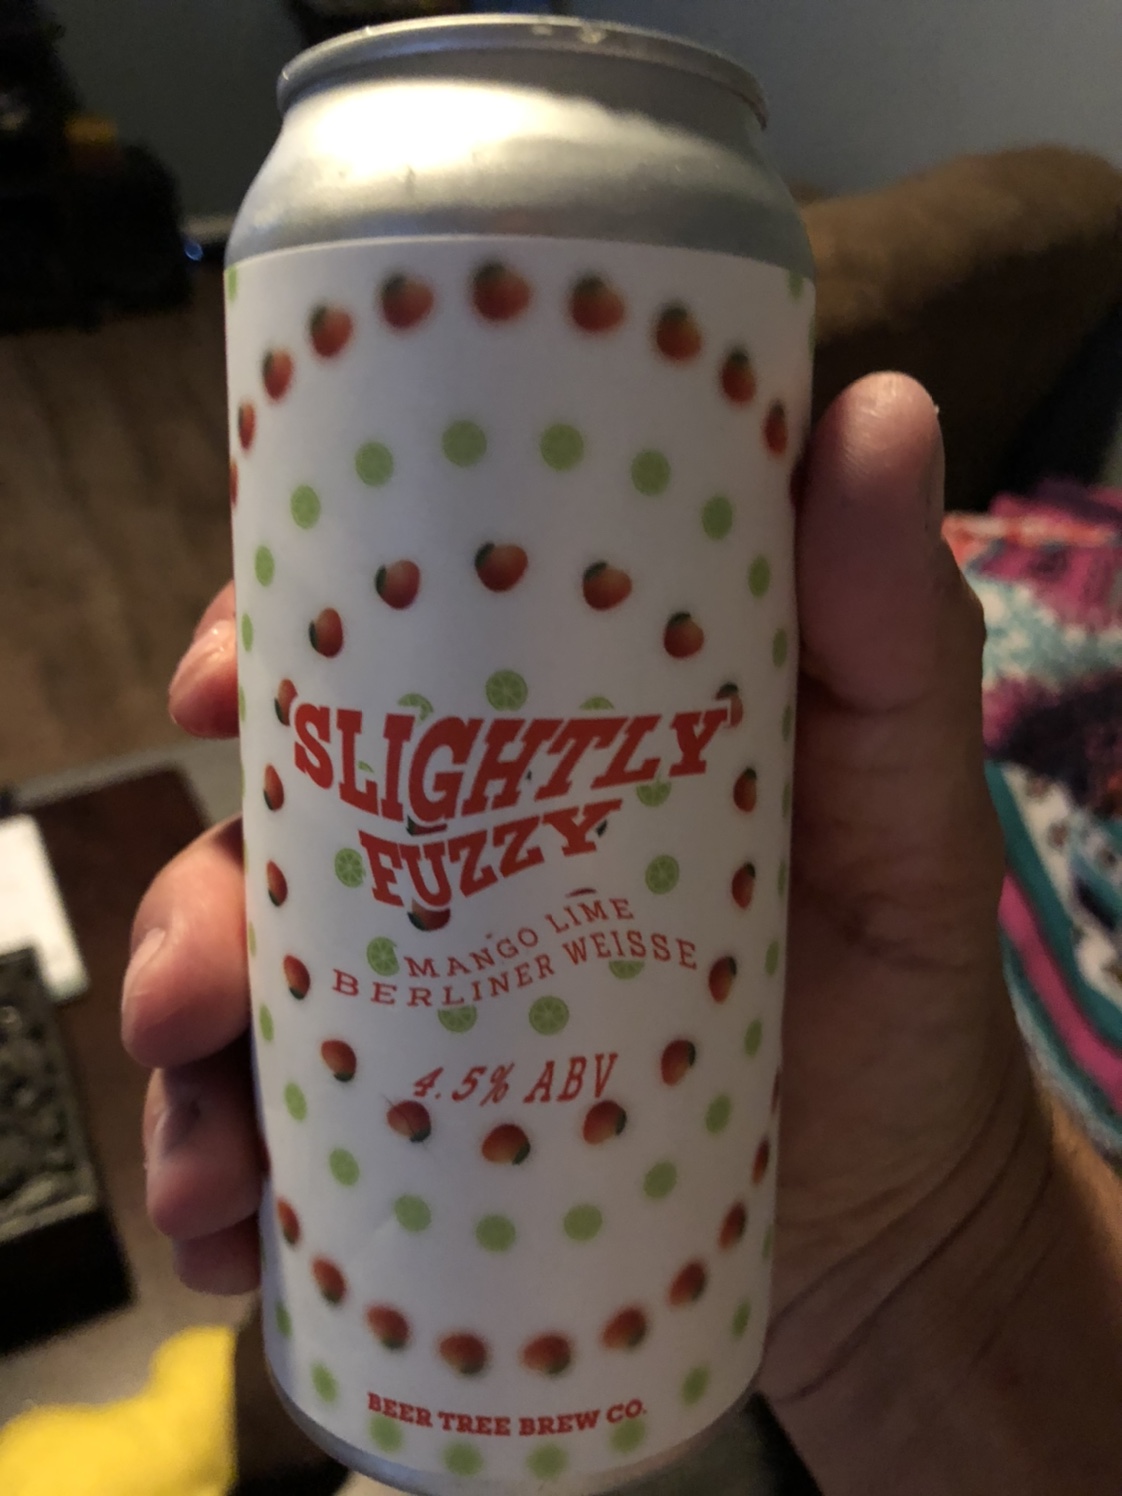 SLIGHTLY
FUZZY
MANGO LIME
BERLINER WEISSE
4.5% ABV
BEER TREE BREW CO.